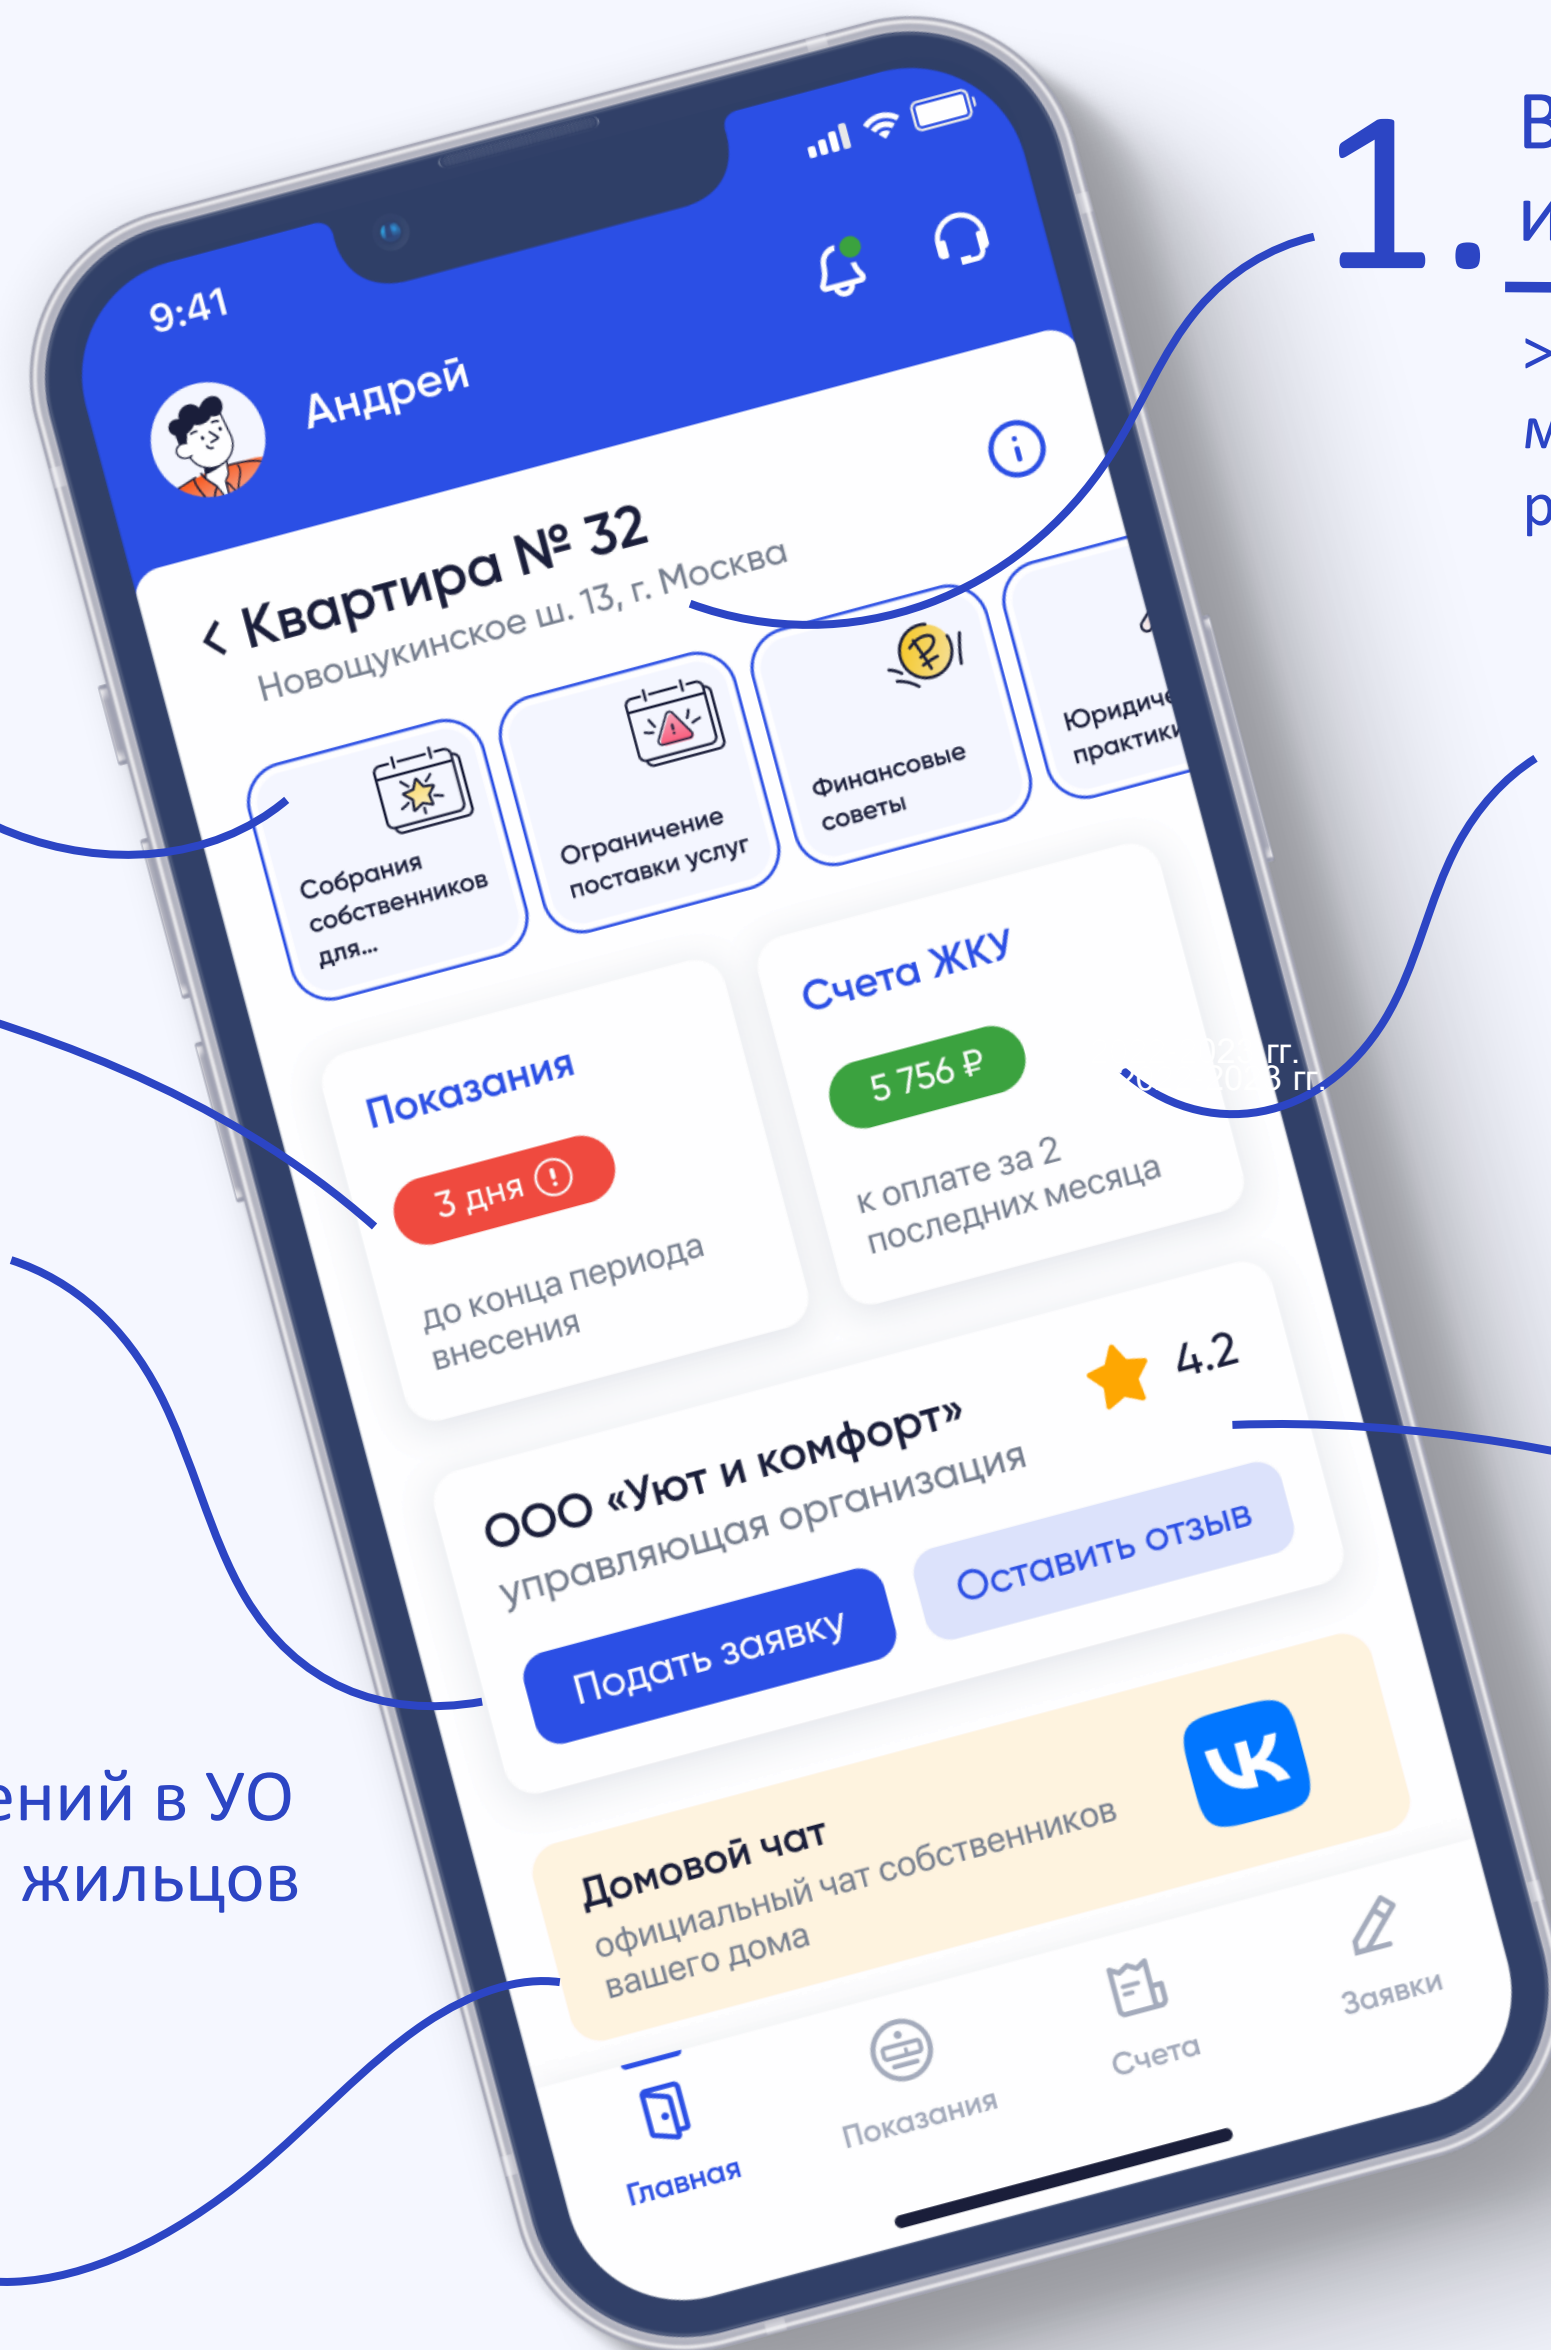 1.
9:41
Андрей
< Квартира № 32
Новощукинское ш. 13, г. Москва
Собрания
собственников
для...
Ограничение
поставки услуг
Финансовые
советы
Показания
3 дня
до конца периода
внесения
Счета ЖКУ
5 756 ₽
к оплате за 2
последних месяца
гг.
гг.
ООО «Уют и комфорт»
управляющая организация
4.2
Подать заявку
Оставить отзыв
в УО
жильцов
Домовой чат
официальный чат собственников
вашего дома
Главная
Показания
Счета
Заявки